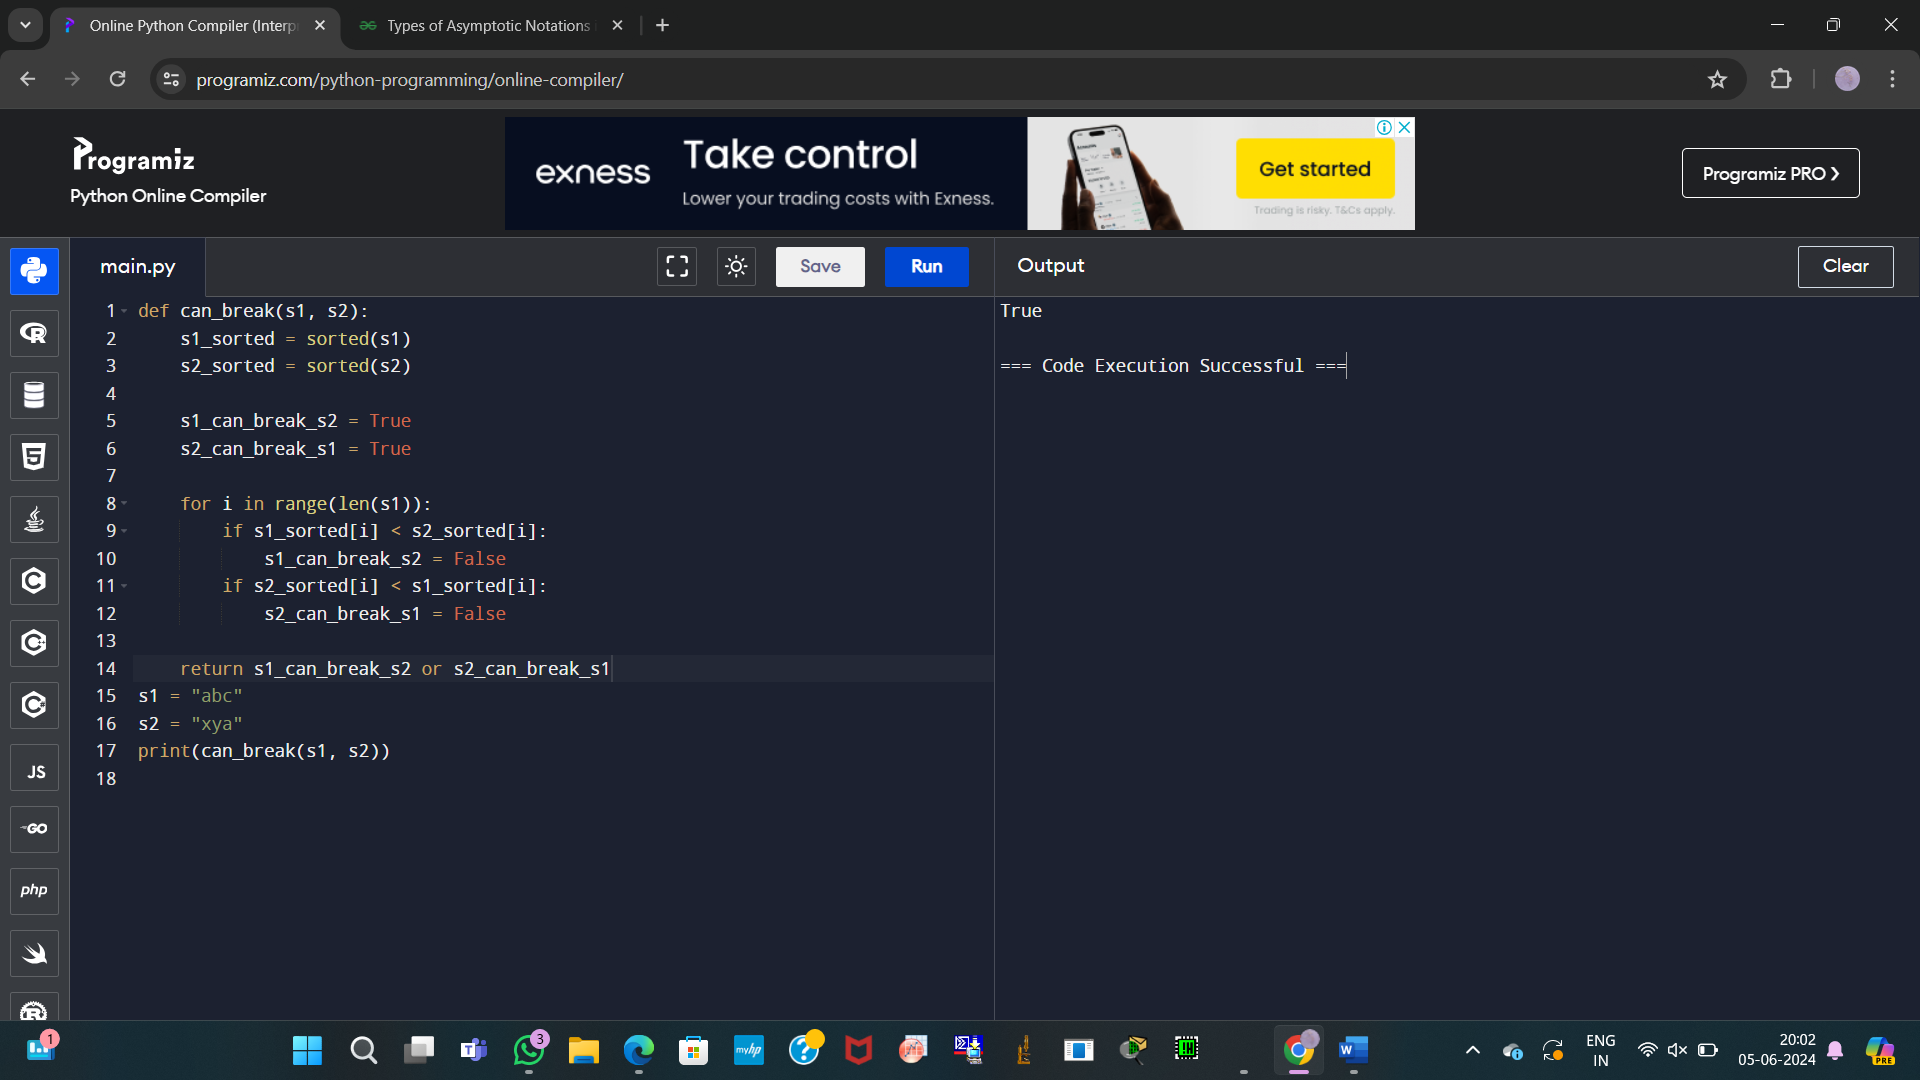 Online Python Compiler (Interp
Types of Asymptotic Notations
programiz.com/python-programming/online-compiler/
Programiz
Python Online Compiler
exness
Take control
Lower your trading costs with Exness.
Get started
Trading is risky. T&Cs apply.
Programiz PRO
main.py
Save
Run
Output
Clear
1 def can_break(s1, s2):
2     s1_sorted = sorted(s1)
3     s2_sorted = sorted(s2)
4
5     s1_can_break_s2 = True
6     s2_can_break_s1 = True
7
8     for i in range(len(s1)):
9         if s1_sorted[i] < s2_sorted[i]:
10             s1_can_break_s2 = False
11         if s2_sorted[i] < s1_sorted[i]:
12             s2_can_break_s1 = False
13
14     return s1_can_break_s2 or s2_can_break_s1
15 s1 = "abc"
16 s2 = "xya"
17 print(can_break(s1, s2))
18
True
=== Code Execution Successful ===
R
5
C
C
C
JS
GO
php
R
1
T
3
myhp
?
W
ENG
IN
20:02
05-06-2024
PRE